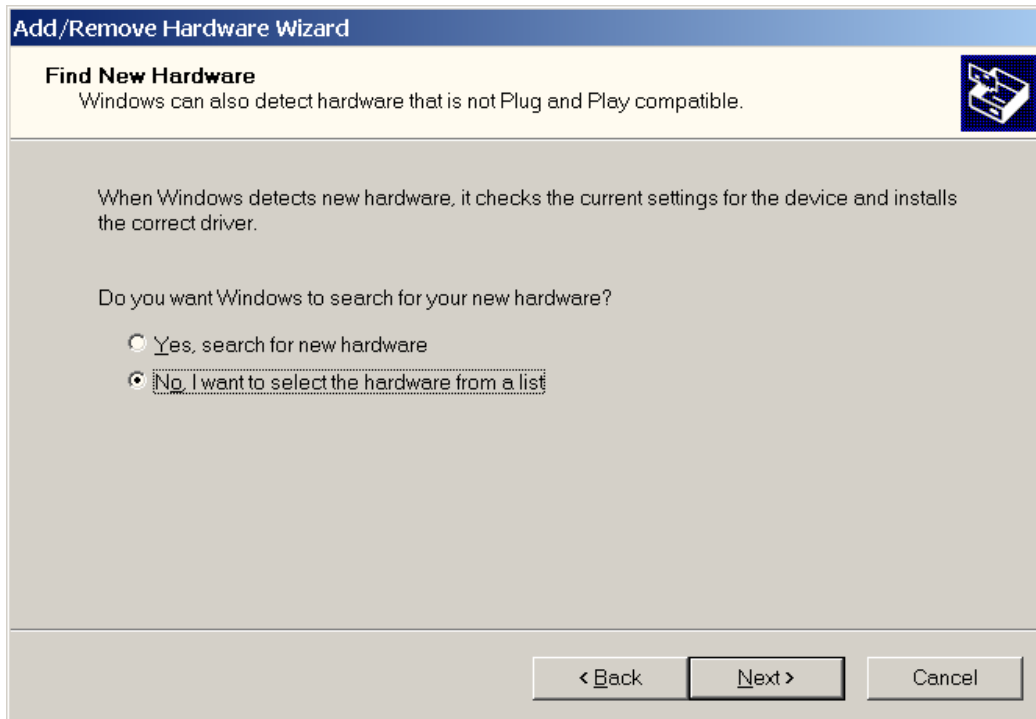 Add/Remove Hardware Wizard
Find New Hardware
Windows can also detect hardware that is not Plug and Play compatible.
When Windows detects new hardware, it checks the current settings for the device and installs
the correct driver.
Do you want Windows to search for your new hardware?
Yes, search for new hardware
No, I want to select the hardware from a list
< Back
Next >
Cancel